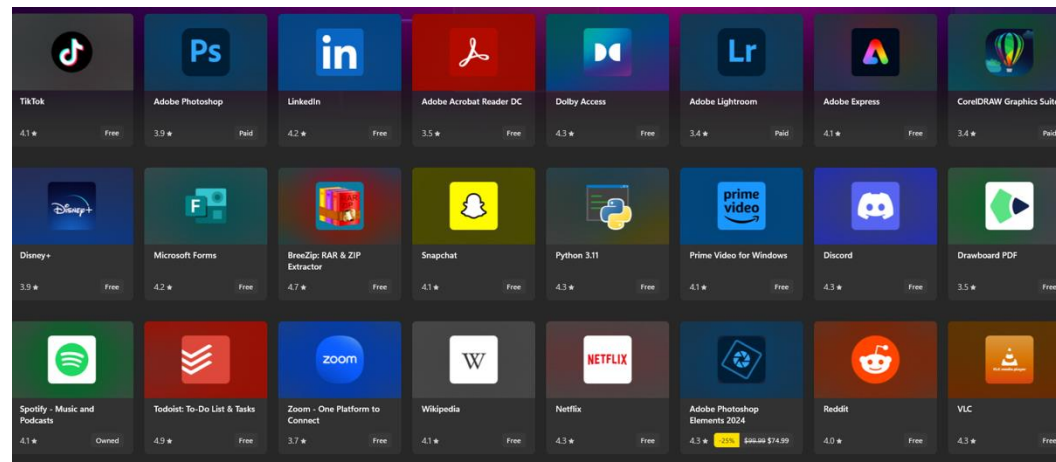 Ps
in
Lr
TikTok
Adobe Photoshop
LinkedIn
Adobe Acrobat Reader DC
Dolby Access
Adobe Lightroom
Adobe Express
CorelDRAW Graphics Suite
4.1 ★ Free
3.9 ★ Paid
4.2 ★ Free
3.5 ★ Free
4.3 ★ Free
3.4 ★ Paid
4.1 ★ Free
3.4 ★ Paid
Disney+
F
prime
video
Disney+
Microsoft Forms
BreeZip: RAR & ZIP
Extractor
Snapchat
Python 3.11
Prime Video for Windows
Discord
Drawboard PDF
3.9 ★ Free
4.2 ★ Free
4.7 ★ Free
4.1 ★ Free
4.3 ★ Free
4.1 ★ Free
4.3 ★ Free
3.5 ★ Free
zoom
W
NETFLIX
Spotify - Music and
Podcasts
Todoist: To-Do List & Tasks
Zoom - One Platform to
Connect
Wikipedia
Netflix
Adobe Photoshop
Elements 2024
Reddit
VLC
4.1 ★ Owned
4.9 ★ Free
3.7 ★ Free
4.1 ★ Free
4.3 ★ Free
4.3 ★ -25% $99.99 $74.99
4.0 ★ Free
4.3 ★ Free